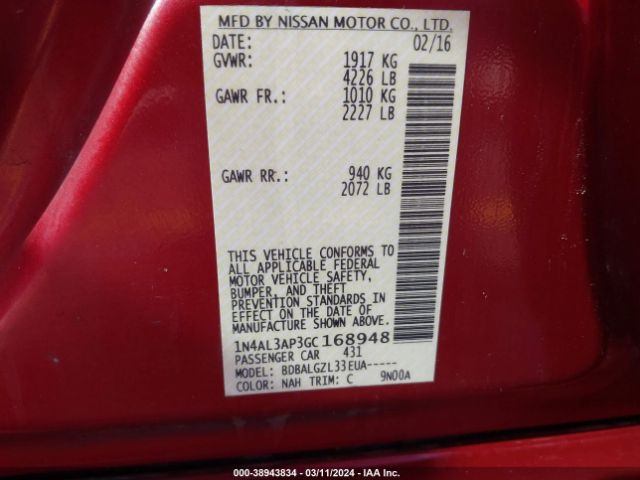 MFD BY NISSAN MOTOR CO., LTD.
DATE: 02/16
GVWR: 1917 KG
4226 LB
GAWR FR.: 1010 KG
2227 LB
GAWR RR.: 940 KG
2072 LB
THIS VEHICLE CONFORMS TO
ALL APPLICABLE FEDERAL
MOTOR VEHICLE SAFETY,
BUMPER, AND THEFT
PREVENTION STANDARDS IN
EFFECT ON THE DATE OF
MANUFACTURE SHOWN ABOVE.
1N4AL3AP3GC168948
PASSENGER CAR 431
MODEL: BDBALGZL33EUA-----
COLOR: NAH TRIM: C 9N00A
000-38943834 - 03/11/2024 - IAA Inc.